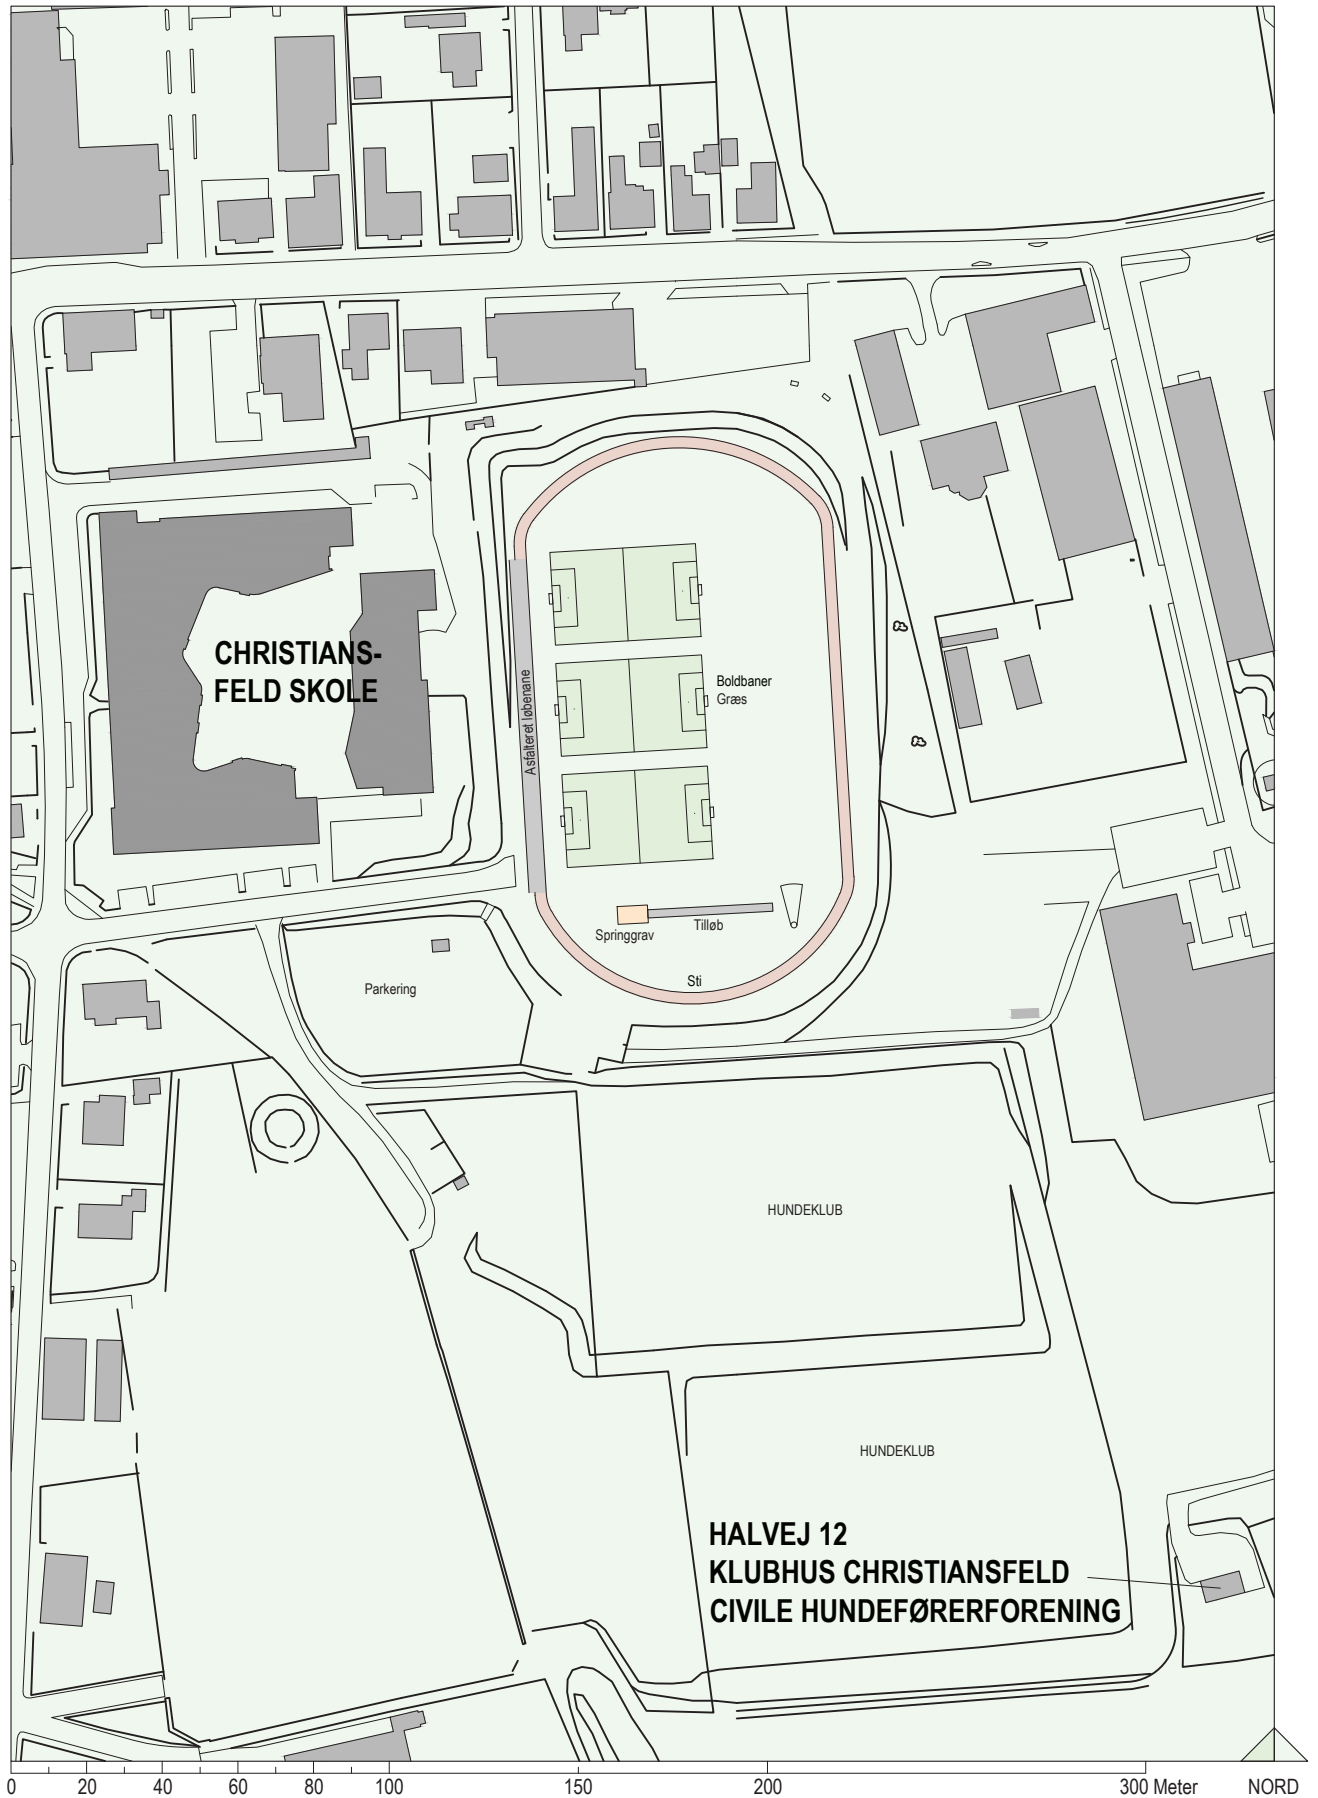 CHRISTIANS-
FELD SKOLE
Asfalteret løbenane
Boldbaner
Græs
Springgrav
Tilløb
Sti
Parkering
HUNDEKLUB
HUNDEKLUB
HALVEJ 12
KLUBHUS CHRISTIANSFELD
CIVILE HUNDEFØRERFORENING
0 20 40 60 80 100 150 200 300 Meter NORD